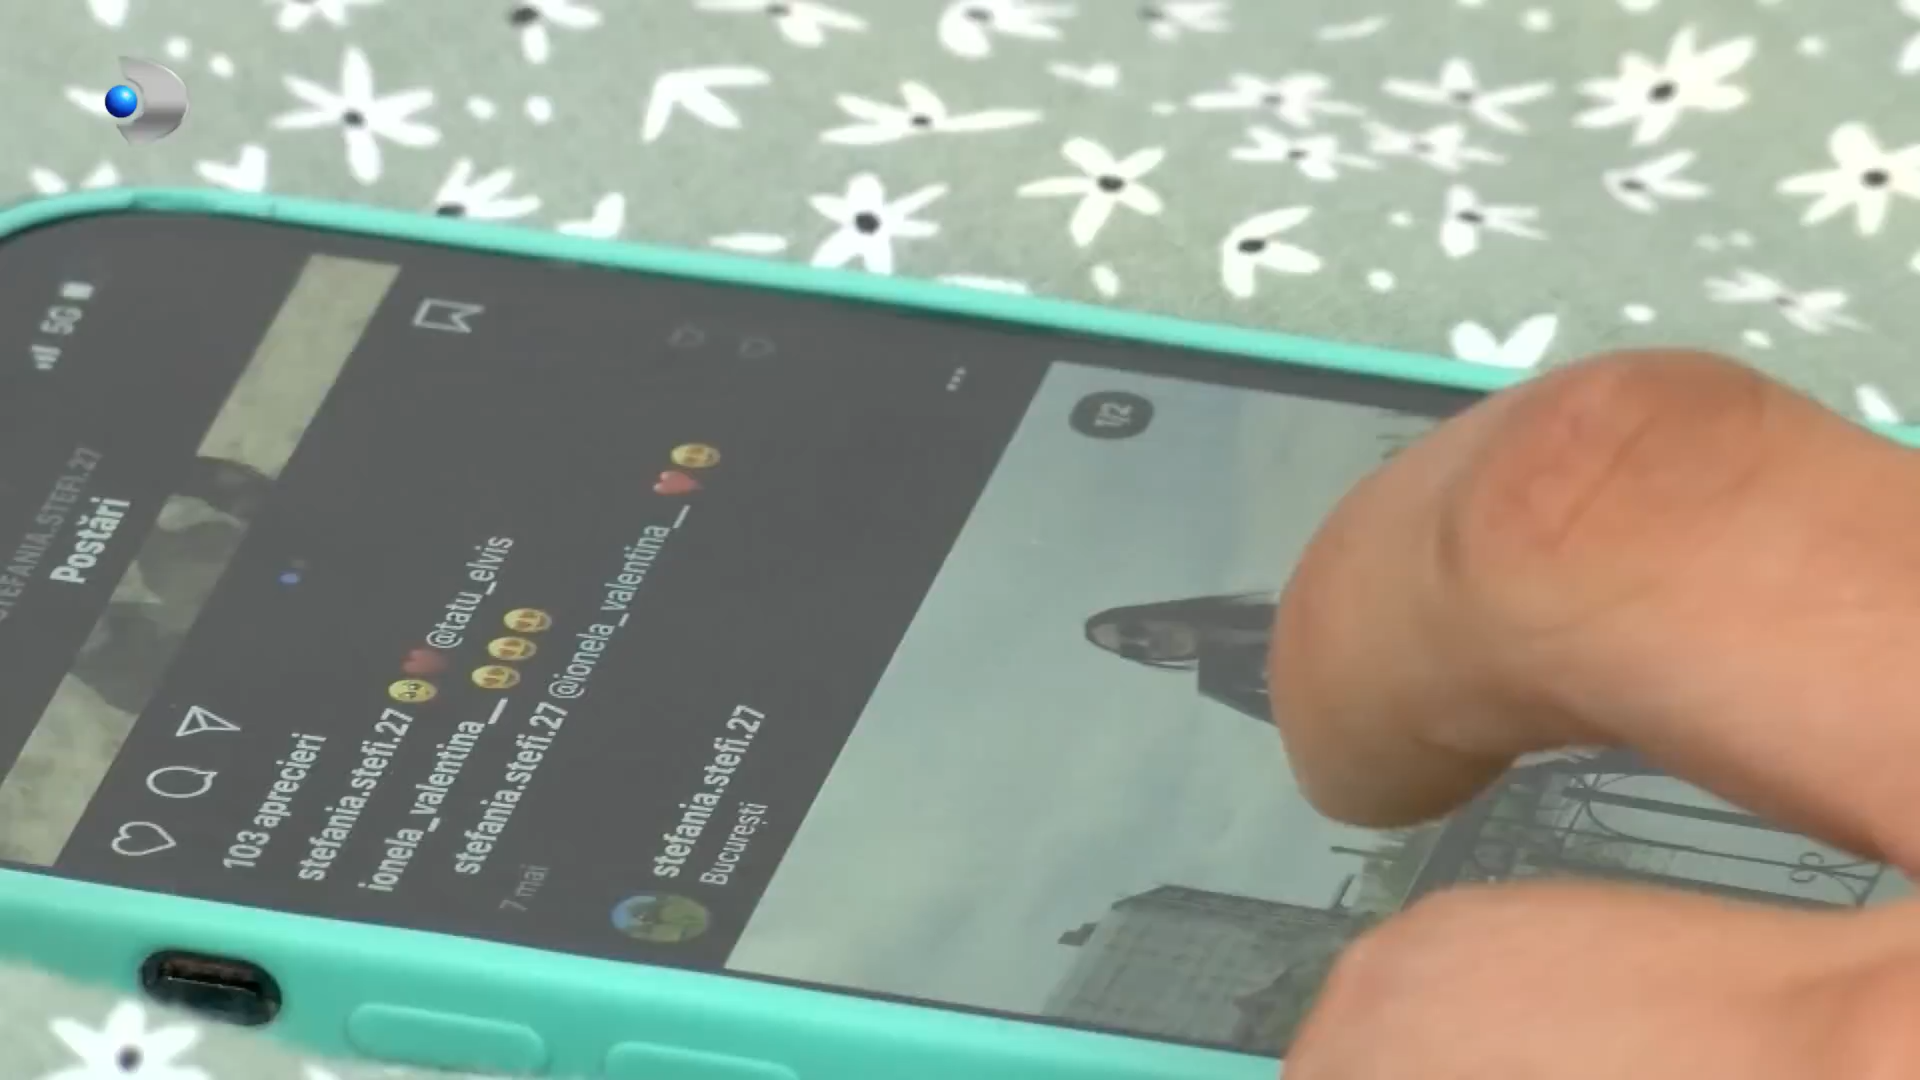 5G
STEFANIA.STEFI.27
Postări
103 aprecieri
stefania.stefi.27 🥺❤️ @tatu_elvis
ionela_valentina__ 😍😍😍
stefania.stefi.27 @ionela_valentina__ ❤️😍
7 mai
stefania.stefi.27
București
1/2